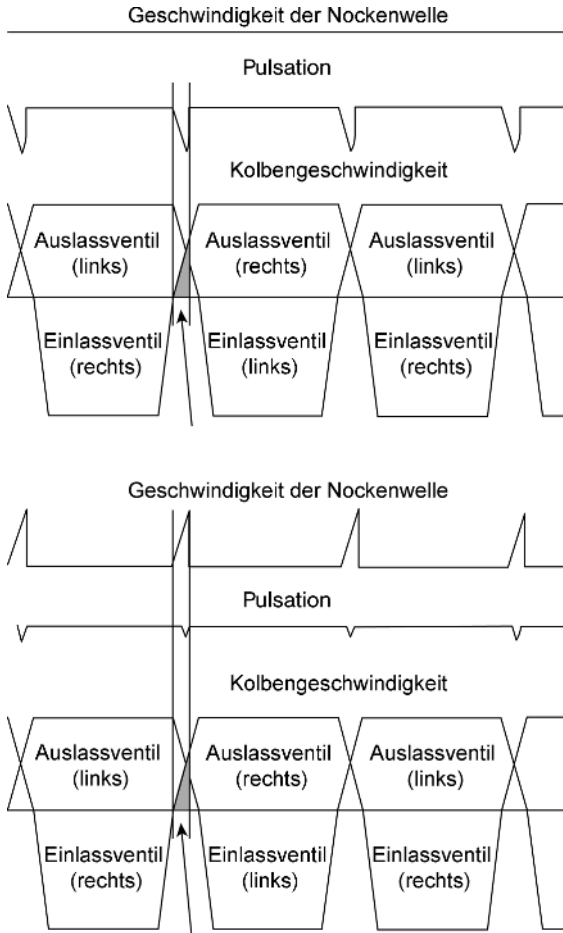 Geschwindigkeit der Nockenwelle
Pulsation
Kolbengeschwindigkeit
Auslassventil
(links)
Auslassventil
(rechts)
Auslassventil
(links)
Einlassventil
(rechts)
Einlassventil
(links)
Einlassventil
(rechts)
Geschwindigkeit der Nockenwelle
Pulsation
Kolbengeschwindigkeit
Auslassventil
(links)
Auslassventil
(rechts)
Auslassventil
(links)
Einlassventil
(rechts)
Einlassventil
(links)
Einlassventil
(rechts)